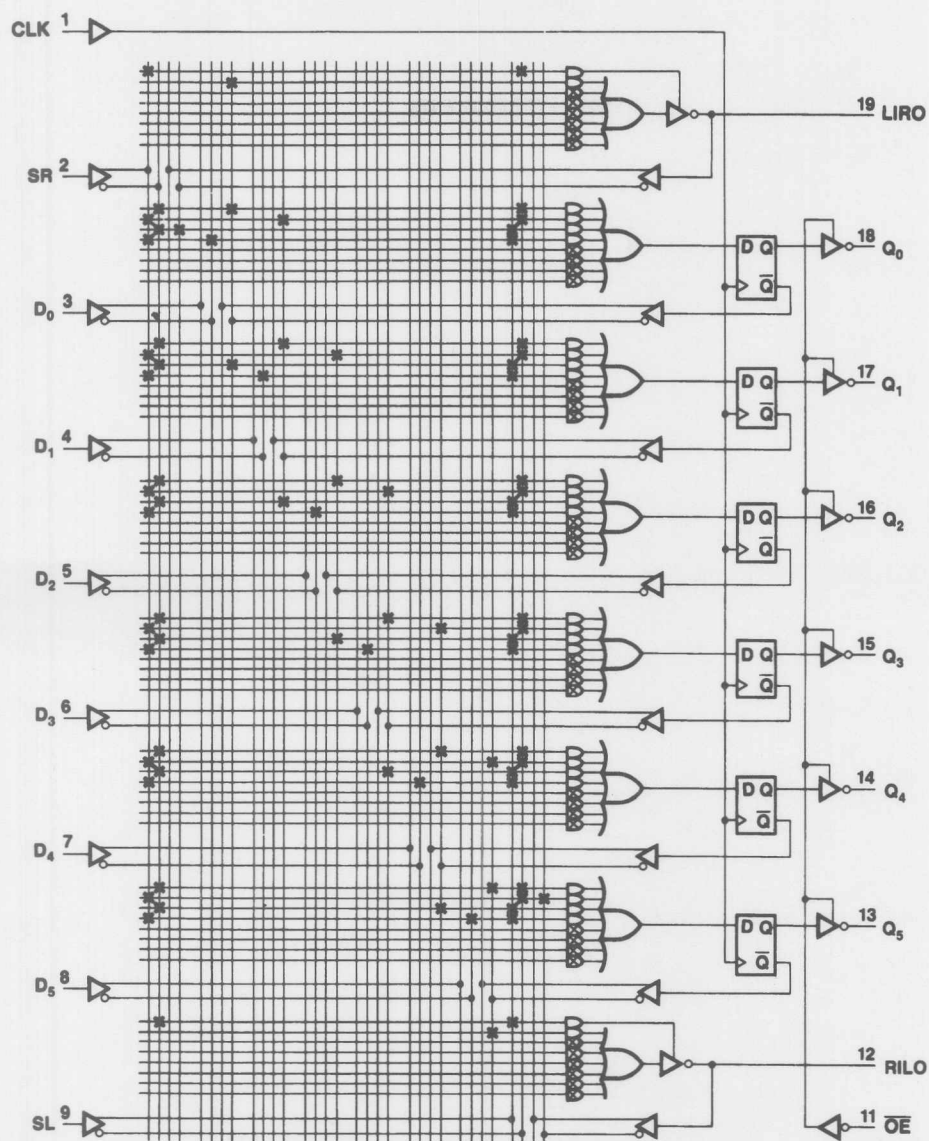 CLK 1
19 LIRO
SR 2
D Q
Q̅
18 Q₀
D₀ 3
D Q
Q̅
17 Q₁
D₁ 4
D Q
Q̅
16 Q₂
D₂ 5
D Q
Q̅
15 Q₃
D₃ 6
D Q
Q̅
14 Q₄
D₄ 7
D Q
Q̅
13 Q₅
D₅ 8
12 RILO
SL 9
11 O̅E̅